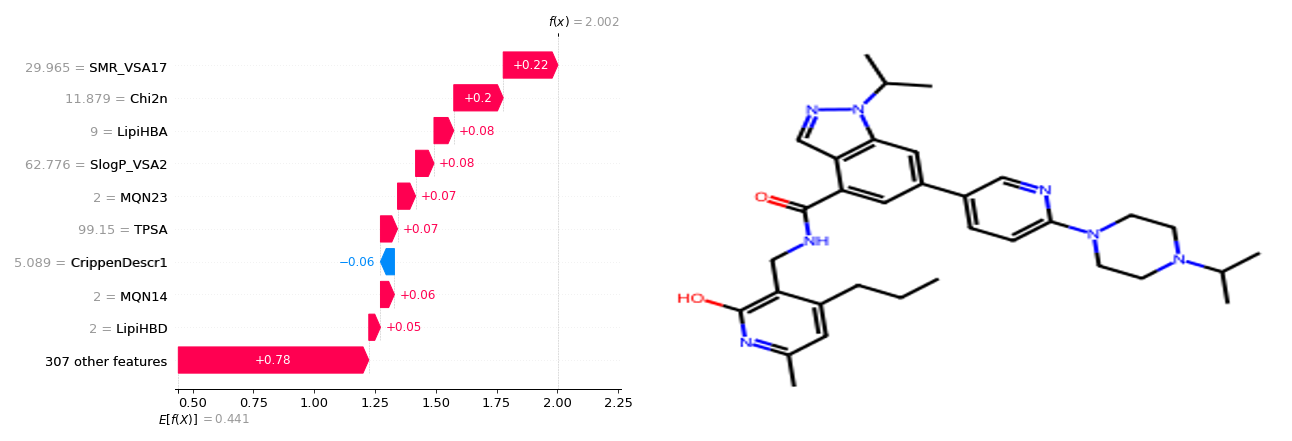 f(x) = 2.002
29.965 = SMR_VSA17 +0.22
11.879 = Chi2n +0.2
9 = LipiHBA +0.08
62.776 = SlogP_VSA2 +0.08
2 = MQN23 +0.07
99.15 = TPSA +0.07
5.089 = CrippenDescr1 −0.06
2 = MQN14 +0.06
2 = LipiHBD +0.05
307 other features +0.78
0.50 0.75 1.00 1.25 1.50 1.75 2.00 2.25
E[f(X)] = 0.441
N N
N
O
NH
N
N
HO
N